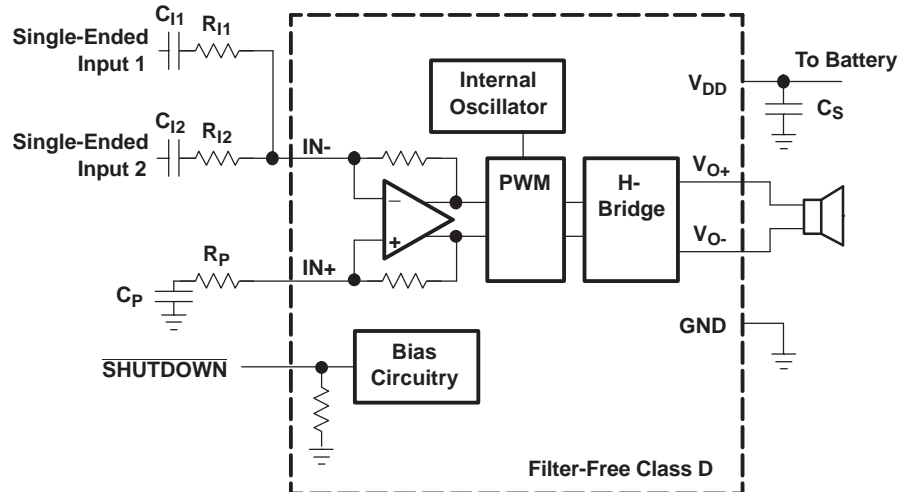 Single-Ended
Input 1
C_I1
R_I1
Single-Ended
Input 2
C_I2
R_I2
IN-
IN+
R_P
C_P
SHUTDOWN
Internal
Oscillator
PWM
H-
Bridge
–
+
Bias
Circuitry
V_DD
To Battery
C_S
V_O+
V_O-
GND
Filter-Free Class D